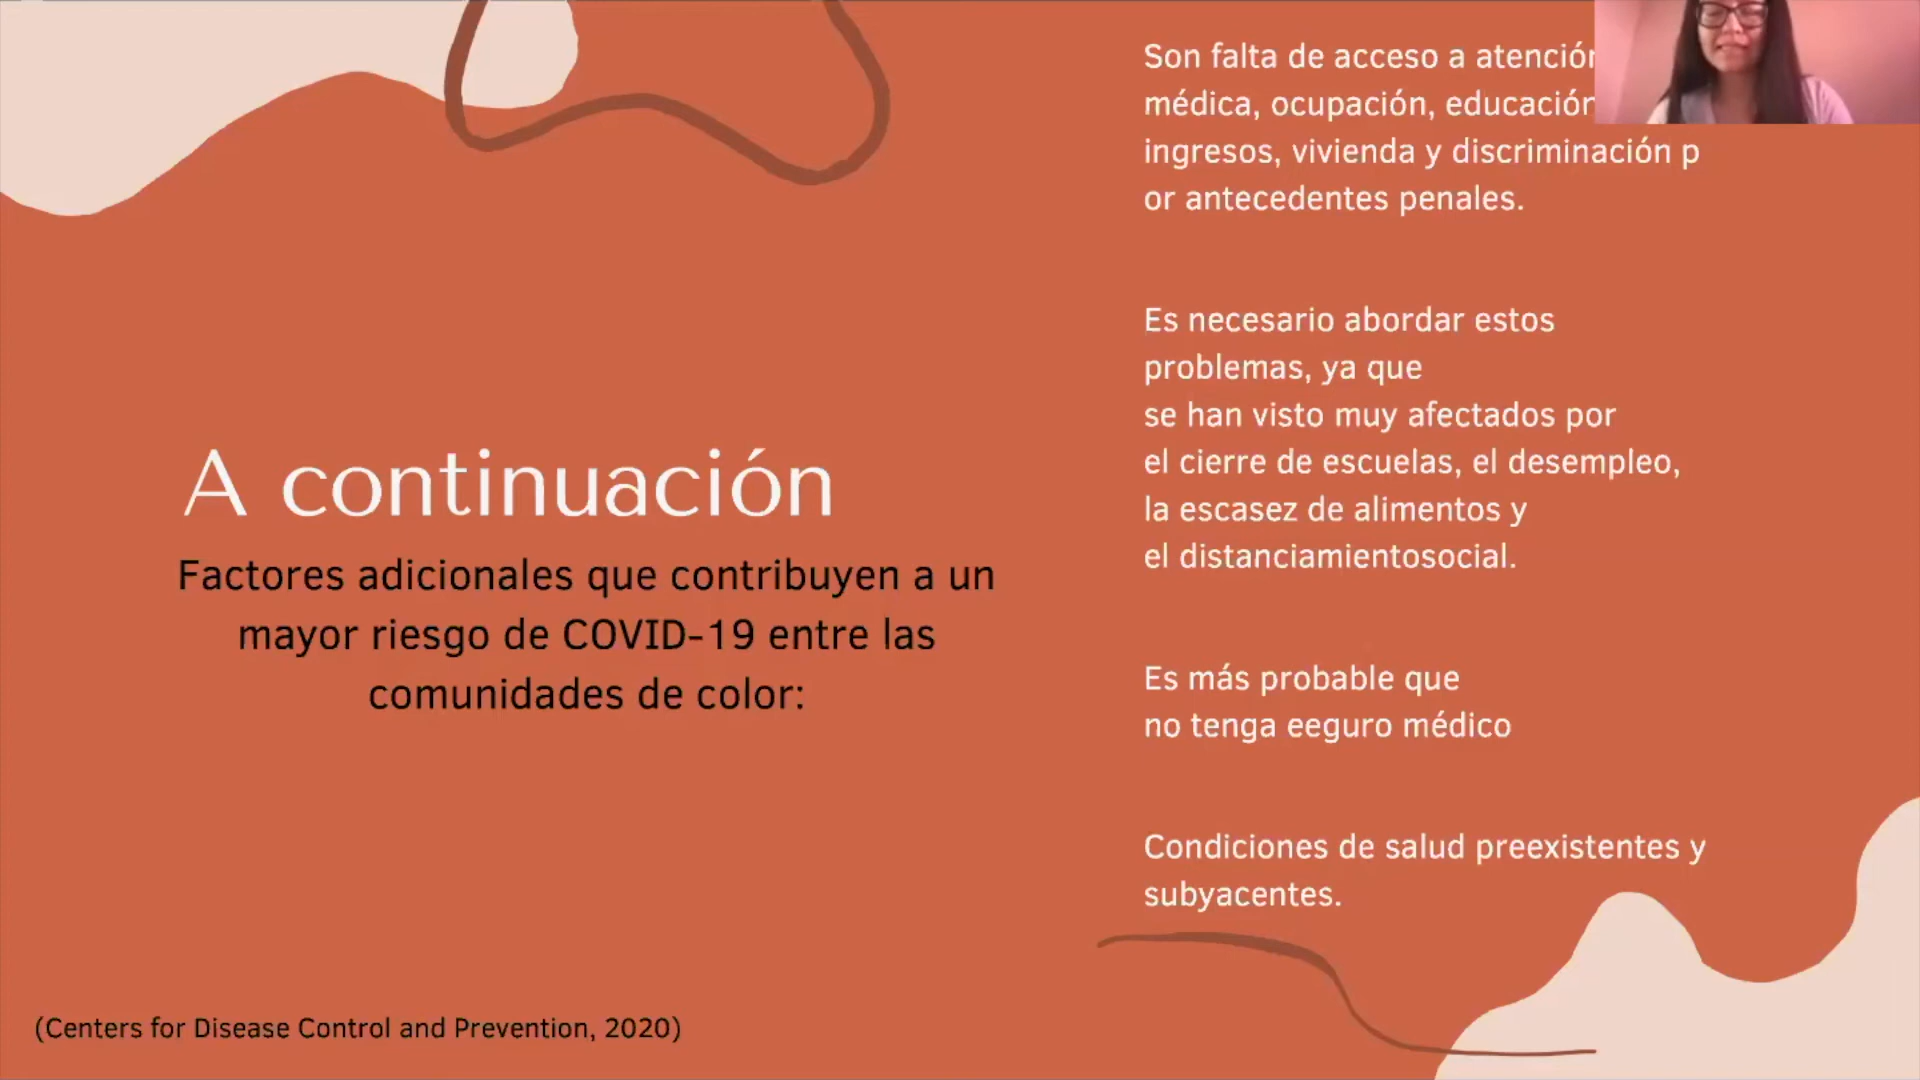 A continuación
Factores adicionales que contribuyen a un
mayor riesgo de COVID-19 entre las
comunidades de color:
(Centers for Disease Control and Prevention, 2020)
Son falta de acceso a atención
médica, ocupación, educación
ingresos, vivienda y discriminación p
or antecedentes penales.
Es necesario abordar estos
problemas, ya que
se han visto muy afectados por
el cierre de escuelas, el desempleo,
la escasez de alimentos y
el distanciamientosocial.
Es más probable que
no tenga eeguro médico
Condiciones de salud preexistentes y
subyacentes.